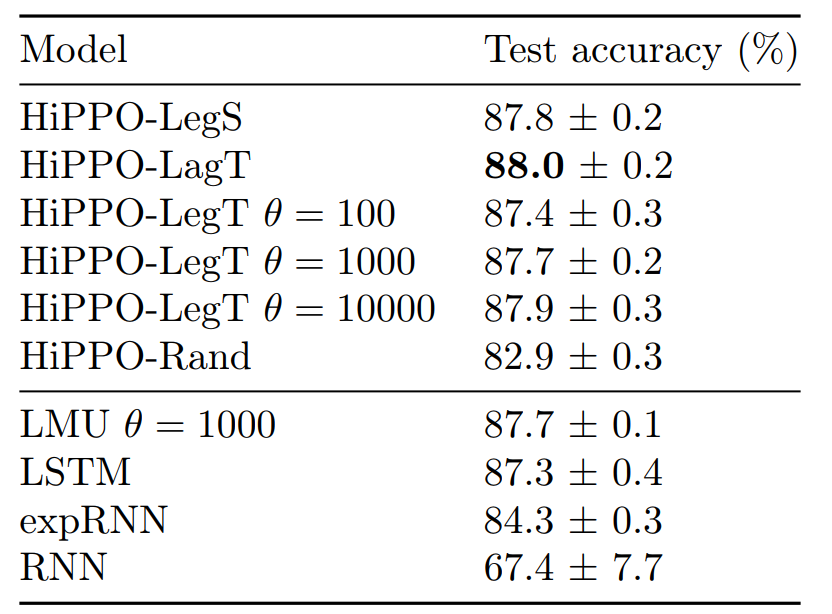 Model Test accuracy (%)
HiPPO-LegS 87.8 ± 0.2
HiPPO-LagT 88.0 ± 0.2
HiPPO-LegT θ = 100 87.4 ± 0.3
HiPPO-LegT θ = 1000 87.7 ± 0.2
HiPPO-LegT θ = 10000 87.9 ± 0.3
HiPPO-Rand 82.9 ± 0.3
LMU θ = 1000 87.7 ± 0.1
LSTM 87.3 ± 0.4
expRNN 84.3 ± 0.3
RNN 67.4 ± 7.7